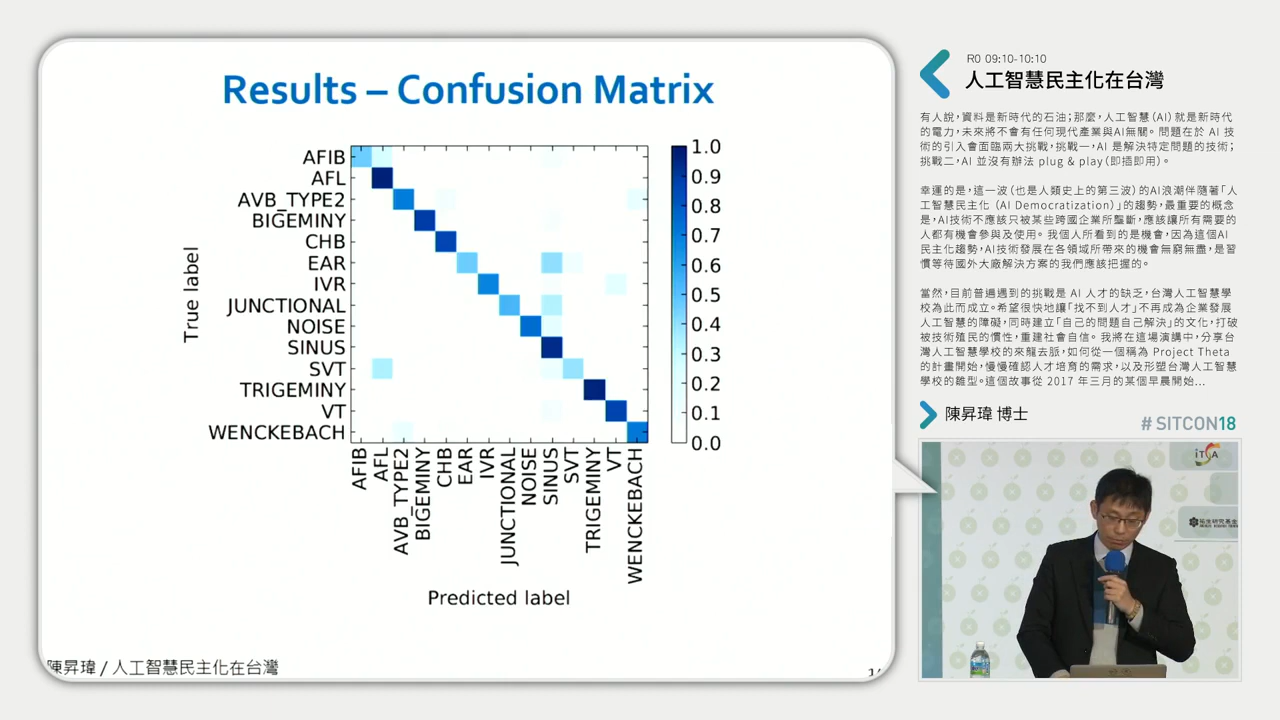 Results – Confusion Matrix
AFIB
AFL
AVB_TYPE2
BIGEMINY
CHB
EAR
IVR
JUNCTIONAL
NOISE
SINUS
SVT
TRIGEMINY
VT
WENCKEBACH
True label
AFIB
AFL
AVB_TYPE2
BIGEMINY
CHB
EAR
IVR
JUNCTIONAL
NOISE
SINUS
SVT
TRIGEMINY
VT
WENCKEBACH
Predicted label
1.0
0.9
0.8
0.7
0.6
0.5
0.4
0.3
0.2
0.1
0.0
陳昇瑋 / 人工智慧民主化在台灣
R0 09:10-10:10
人工智慧民主化在台灣
有人說，資料是新時代的石油；那麼，人工智慧（AI）就是新時代
的電力，未來將不會有任何現代產業與AI無關。問題在於 AI 技
術的引入會面臨兩大挑戰，挑戰一，AI 是解決特定問題的技術；
挑戰二，AI 並沒有辦法 plug & play（即插即用）。
幸運的是，這一波（也是人類史上的第三波）的AI浪潮伴隨著「人
工智慧民主化（AI Democratization）」的趨勢，最重要的概念
是，AI技術不應該只被某些跨國企業所壟斷，應該讓所有需要的
人都有機會參與及使用。我個人所看到的是機會，因為這個AI
民主化趨勢，AI技術發展在各領域所帶來的機會無窮無盡，是習
慣等待國外大廠解決方案的我們應該把握的。
當然，目前普遍遇到的挑戰是 AI 人才的缺乏，台灣人工智慧學
校為此而成立。希望很快地讓「找不到人才」不再成為企業發展
人工智慧的障礙，同時建立「自己的問題自己解決」的文化，打破
被技術殖民的慣性，重建社會自信。我將在這場演講中，分享台
灣人工智慧學校的來龍去脈，如何從一個稱為 Project Theta
的計畫開始，慢慢確認人才培育的需求，以及形塑台灣人工智慧
學校的雛型。這個故事從 2017 年三月的某個早晨開始...
陳昇瑋 博士
# SITCON18
iTSA